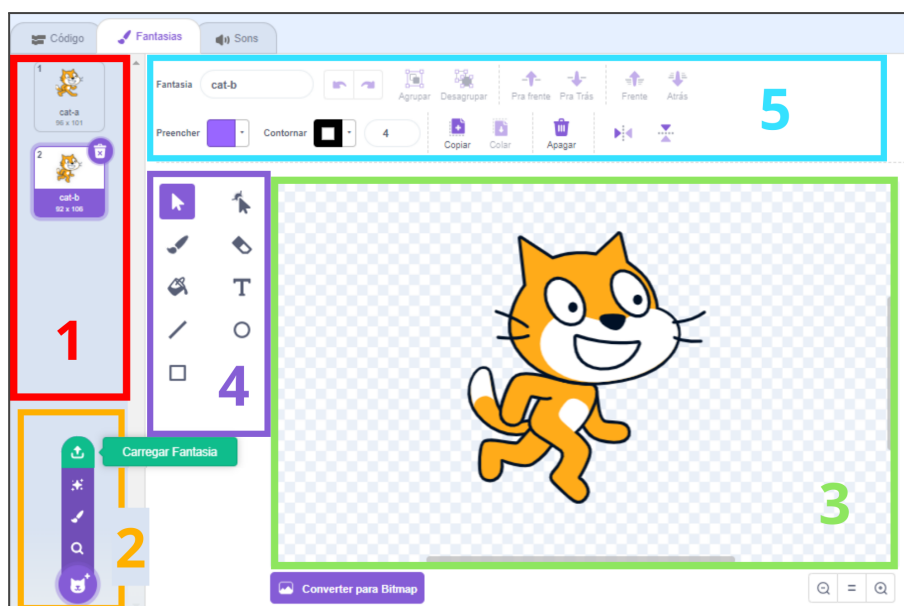 Código
Fantasias
Sons
1
cat-a
96 x 101
2
cat-b
92 x 106
1
2
Carregar Fantasia
Fantasia
cat-b
Agrupar
Desagrupar
Pra frente
Pra Trás
Frente
Atrás
Preencher
Contornar
4
Copiar
Colar
Apagar
5
T
4
3
Converter para Bitmap
=